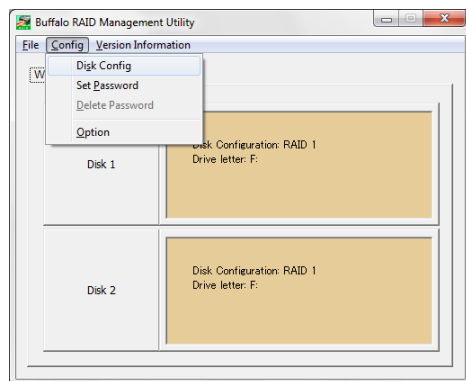 Buffalo RAID Management Utility
File Config Version Information
W
Disk Config
Set Password
Delete Password
Option
Disk 1
Disk Configuration: RAID 1
Drive letter: F:
Disk 2
Disk Configuration: RAID 1
Drive letter: F: